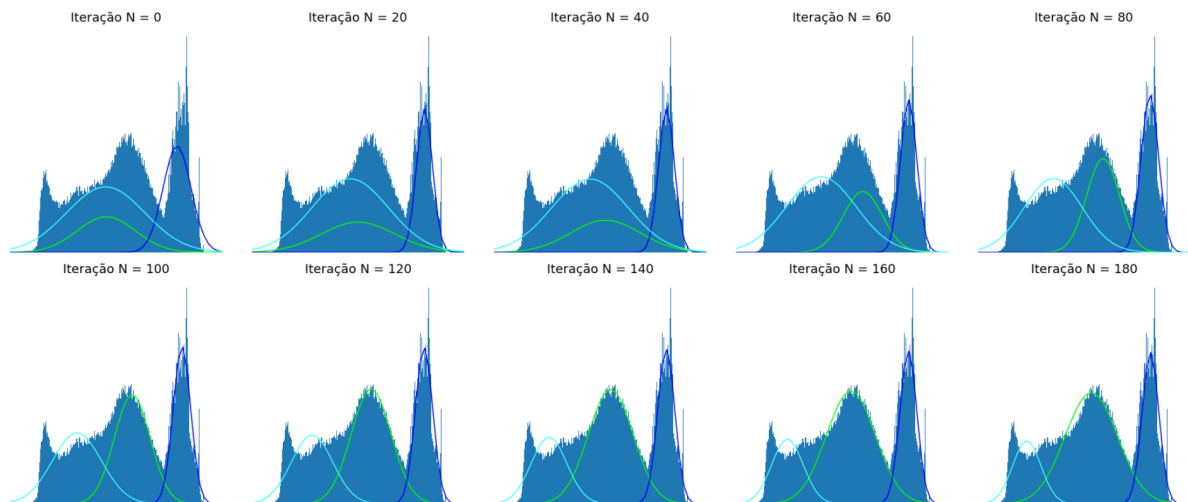 Iteração N = 0
Iteração N = 20
Iteração N = 40
Iteração N = 60
Iteração N = 80
Iteração N = 100
Iteração N = 120
Iteração N = 140
Iteração N = 160
Iteração N = 180